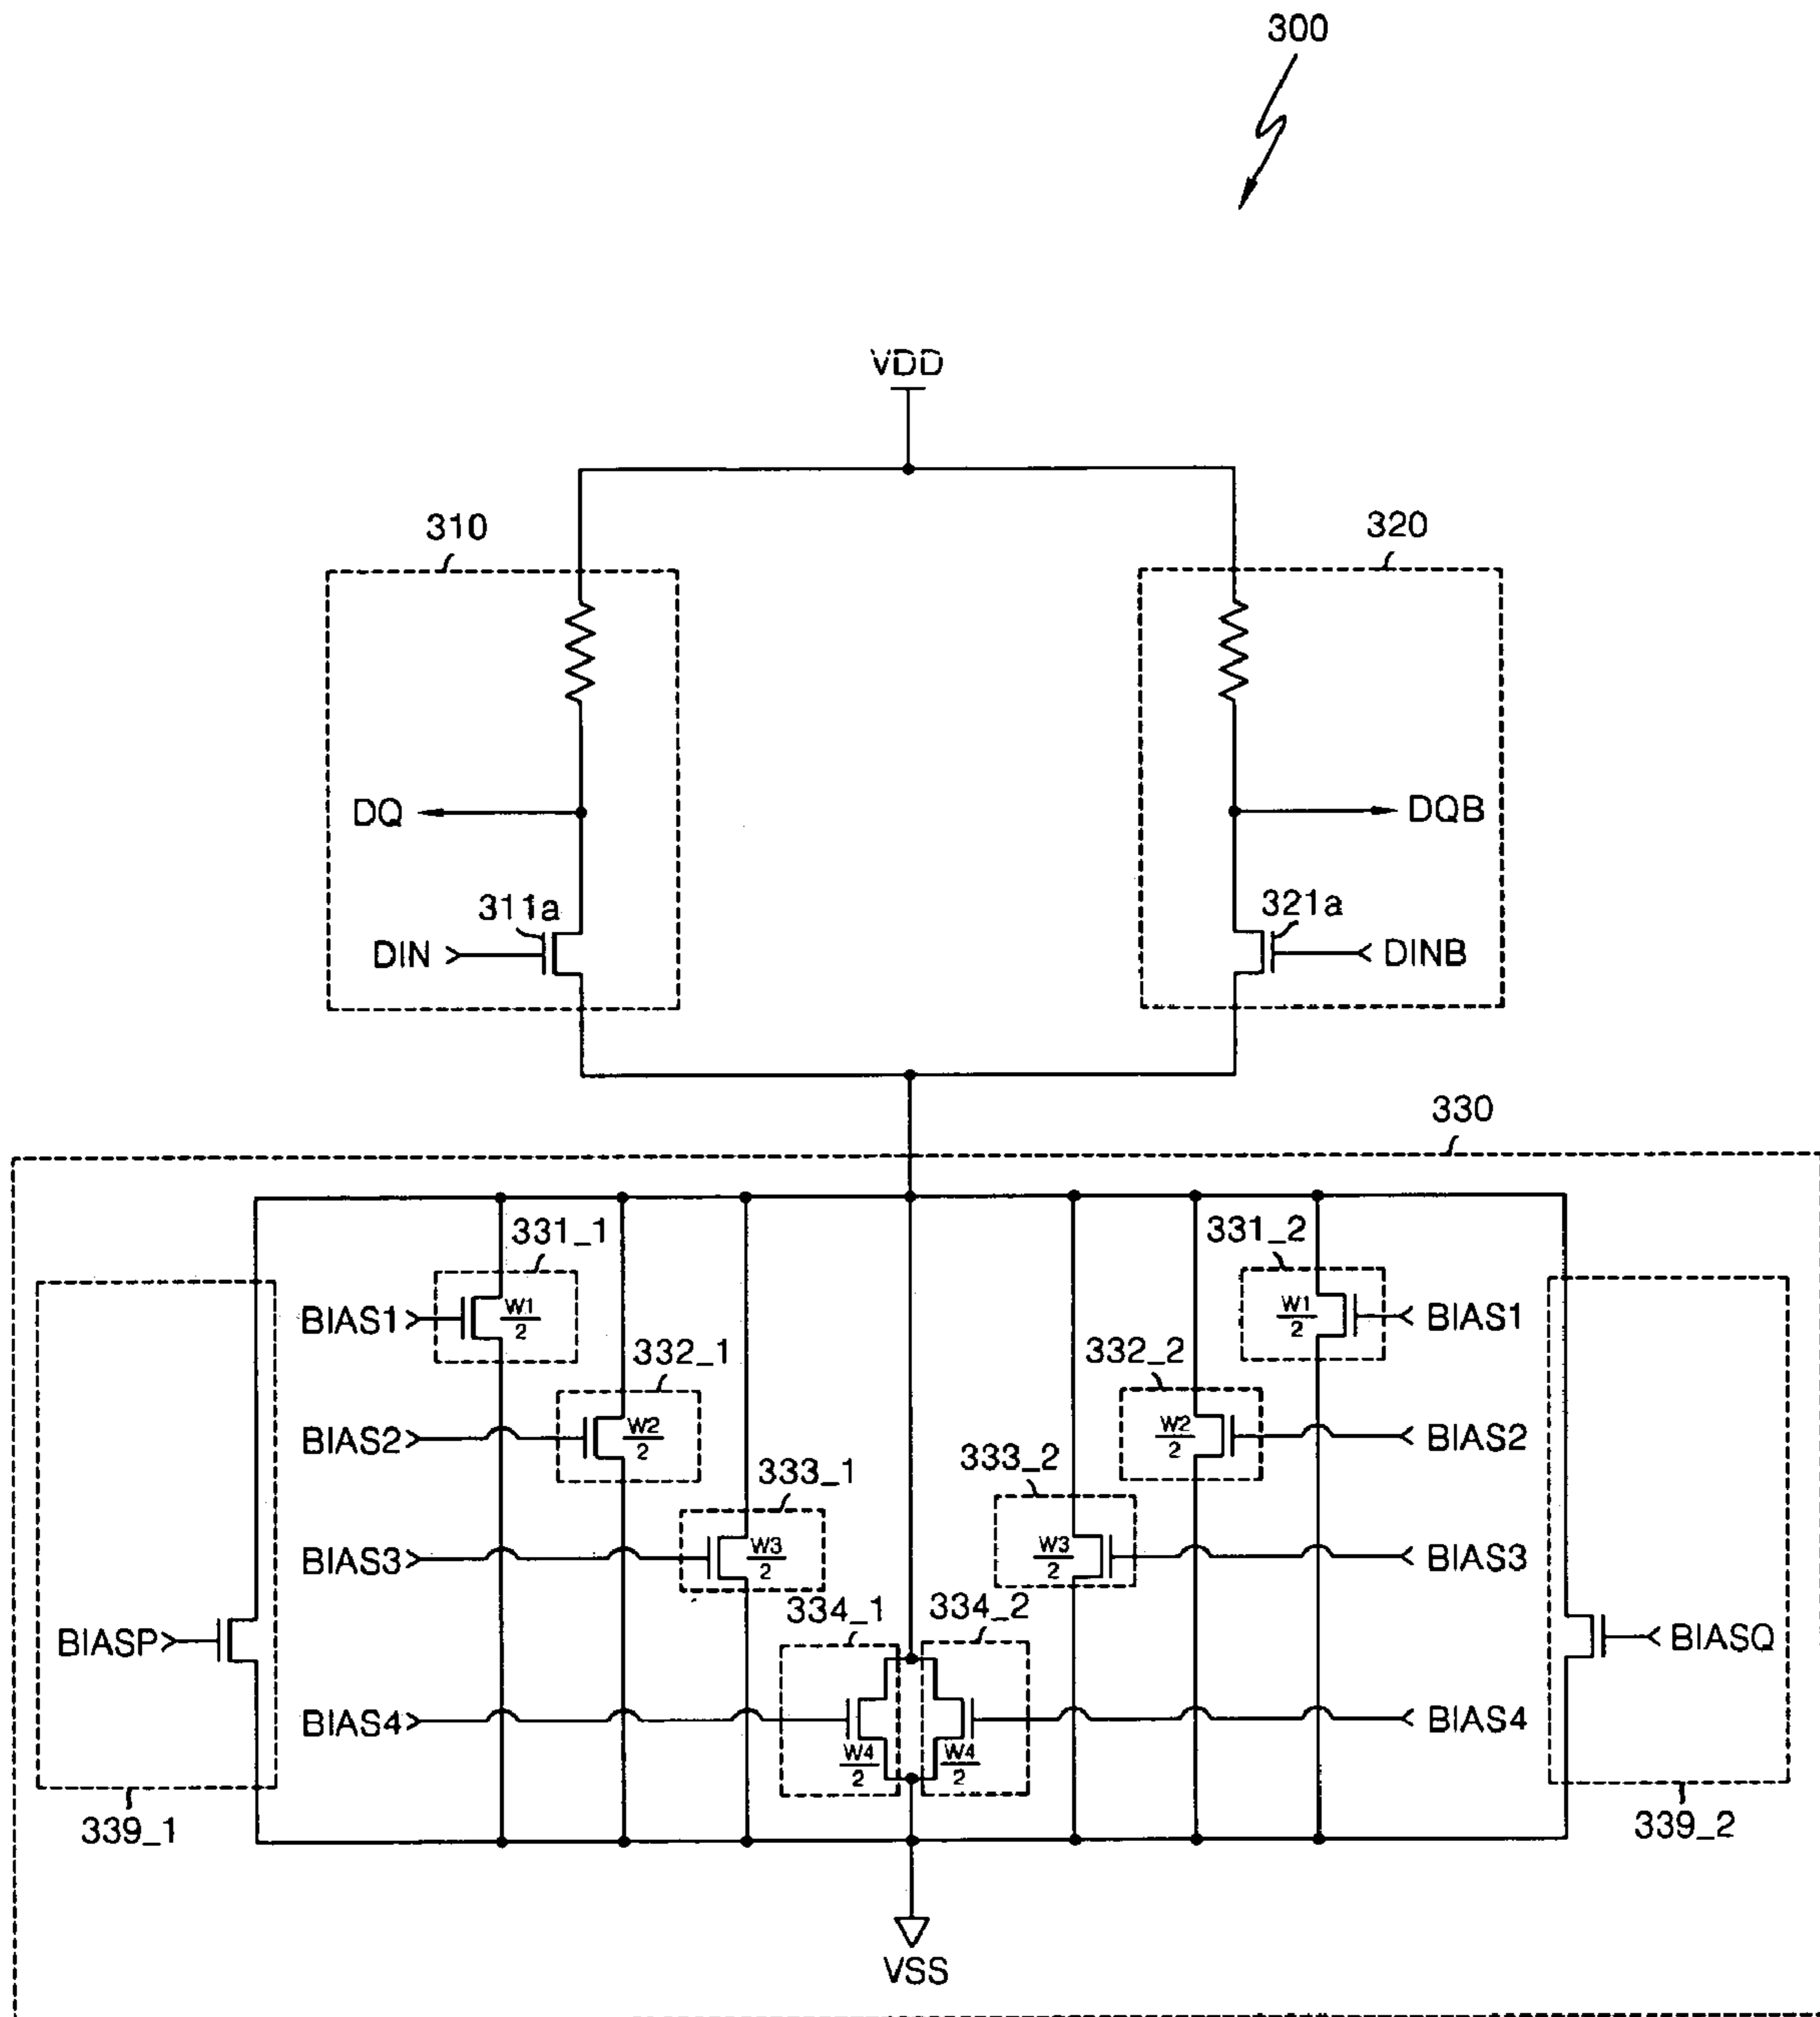 300
VDD
310
320
DQ
DQB
311a
321a
DIN
DINB
330
331_1
331_2
BIAS1
W1
2
W1
2
BIAS1
332_1
332_2
BIAS2
W2
2
W2
2
BIAS2
333_1
333_2
BIAS3
W3
2
W3
2
BIAS3
334_1
334_2
BIASP
BIASQ
BIAS4
BIAS4
W4
2
W4
2
339_1
339_2
VSS